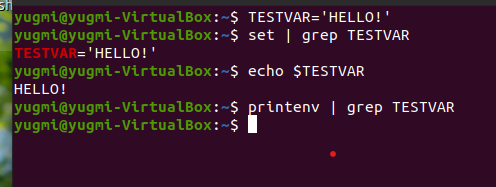 sh
yugmi@yugmi-VirtualBox:~$ TESTVAR='HELLO!'
yugmi@yugmi-VirtualBox:~$ set | grep TESTVAR
TESTVAR='HELLO!'
yugmi@yugmi-VirtualBox:~$ echo $TESTVAR
HELLO!
yugmi@yugmi-VirtualBox:~$ printenv | grep TESTVAR
yugmi@yugmi-VirtualBox:~$